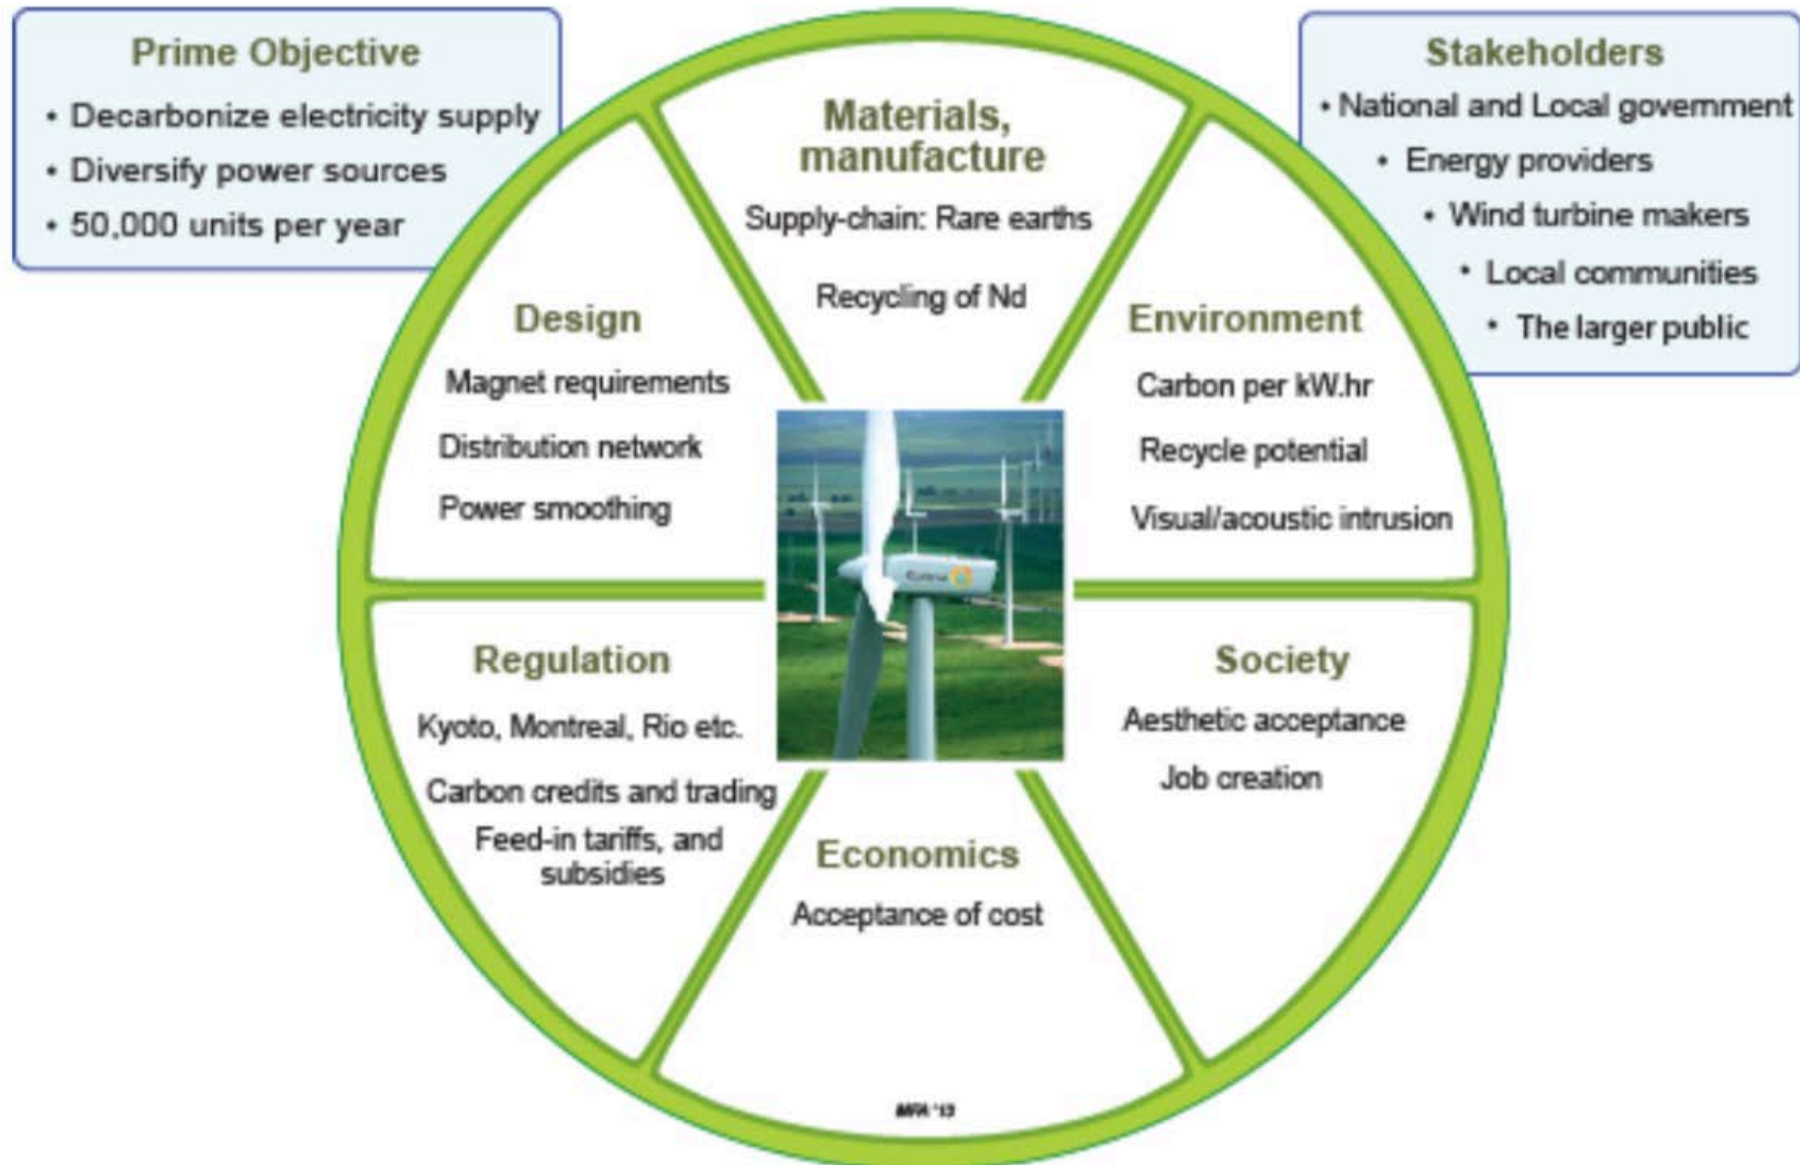 Prime Objective
• Decarbonize electricity supply
• Diversify power sources
• 50,000 units per year
Stakeholders
• National and Local government
• Energy providers
• Wind turbine makers
• Local communities
• The larger public
Materials,
manufacture
Supply-chain: Rare earths
Recycling of Nd
Design
Magnet requirements
Distribution network
Power smoothing
Environment
Carbon per kW.hr
Recycle potential
Visual/acoustic intrusion
Regulation
Kyoto, Montreal, Rio etc.
Carbon credits and trading
Feed-in tariffs, and
subsidies
Society
Aesthetic acceptance
Job creation
Economics
Acceptance of cost